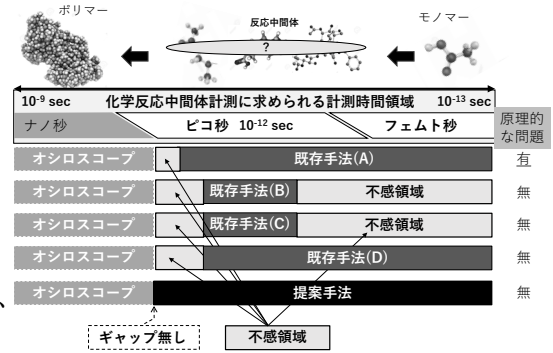 ポリマー
反応中間体
モノマー
?
10-9 sec 化学反応中間体計測に求められる計測時間領域 10-13 sec
ナノ秒 ピコ秒 10-12 sec フェムト秒
原理的
な問題
オシロスコープ 既存手法(A) 有
オシロスコープ 既存手法(B) 不感領域 無
オシロスコープ 既存手法(C) 不感領域 無
オシロスコープ 既存手法(D) 無
オシロスコープ 提案手法 無
、
ギャップ無し 不感領域